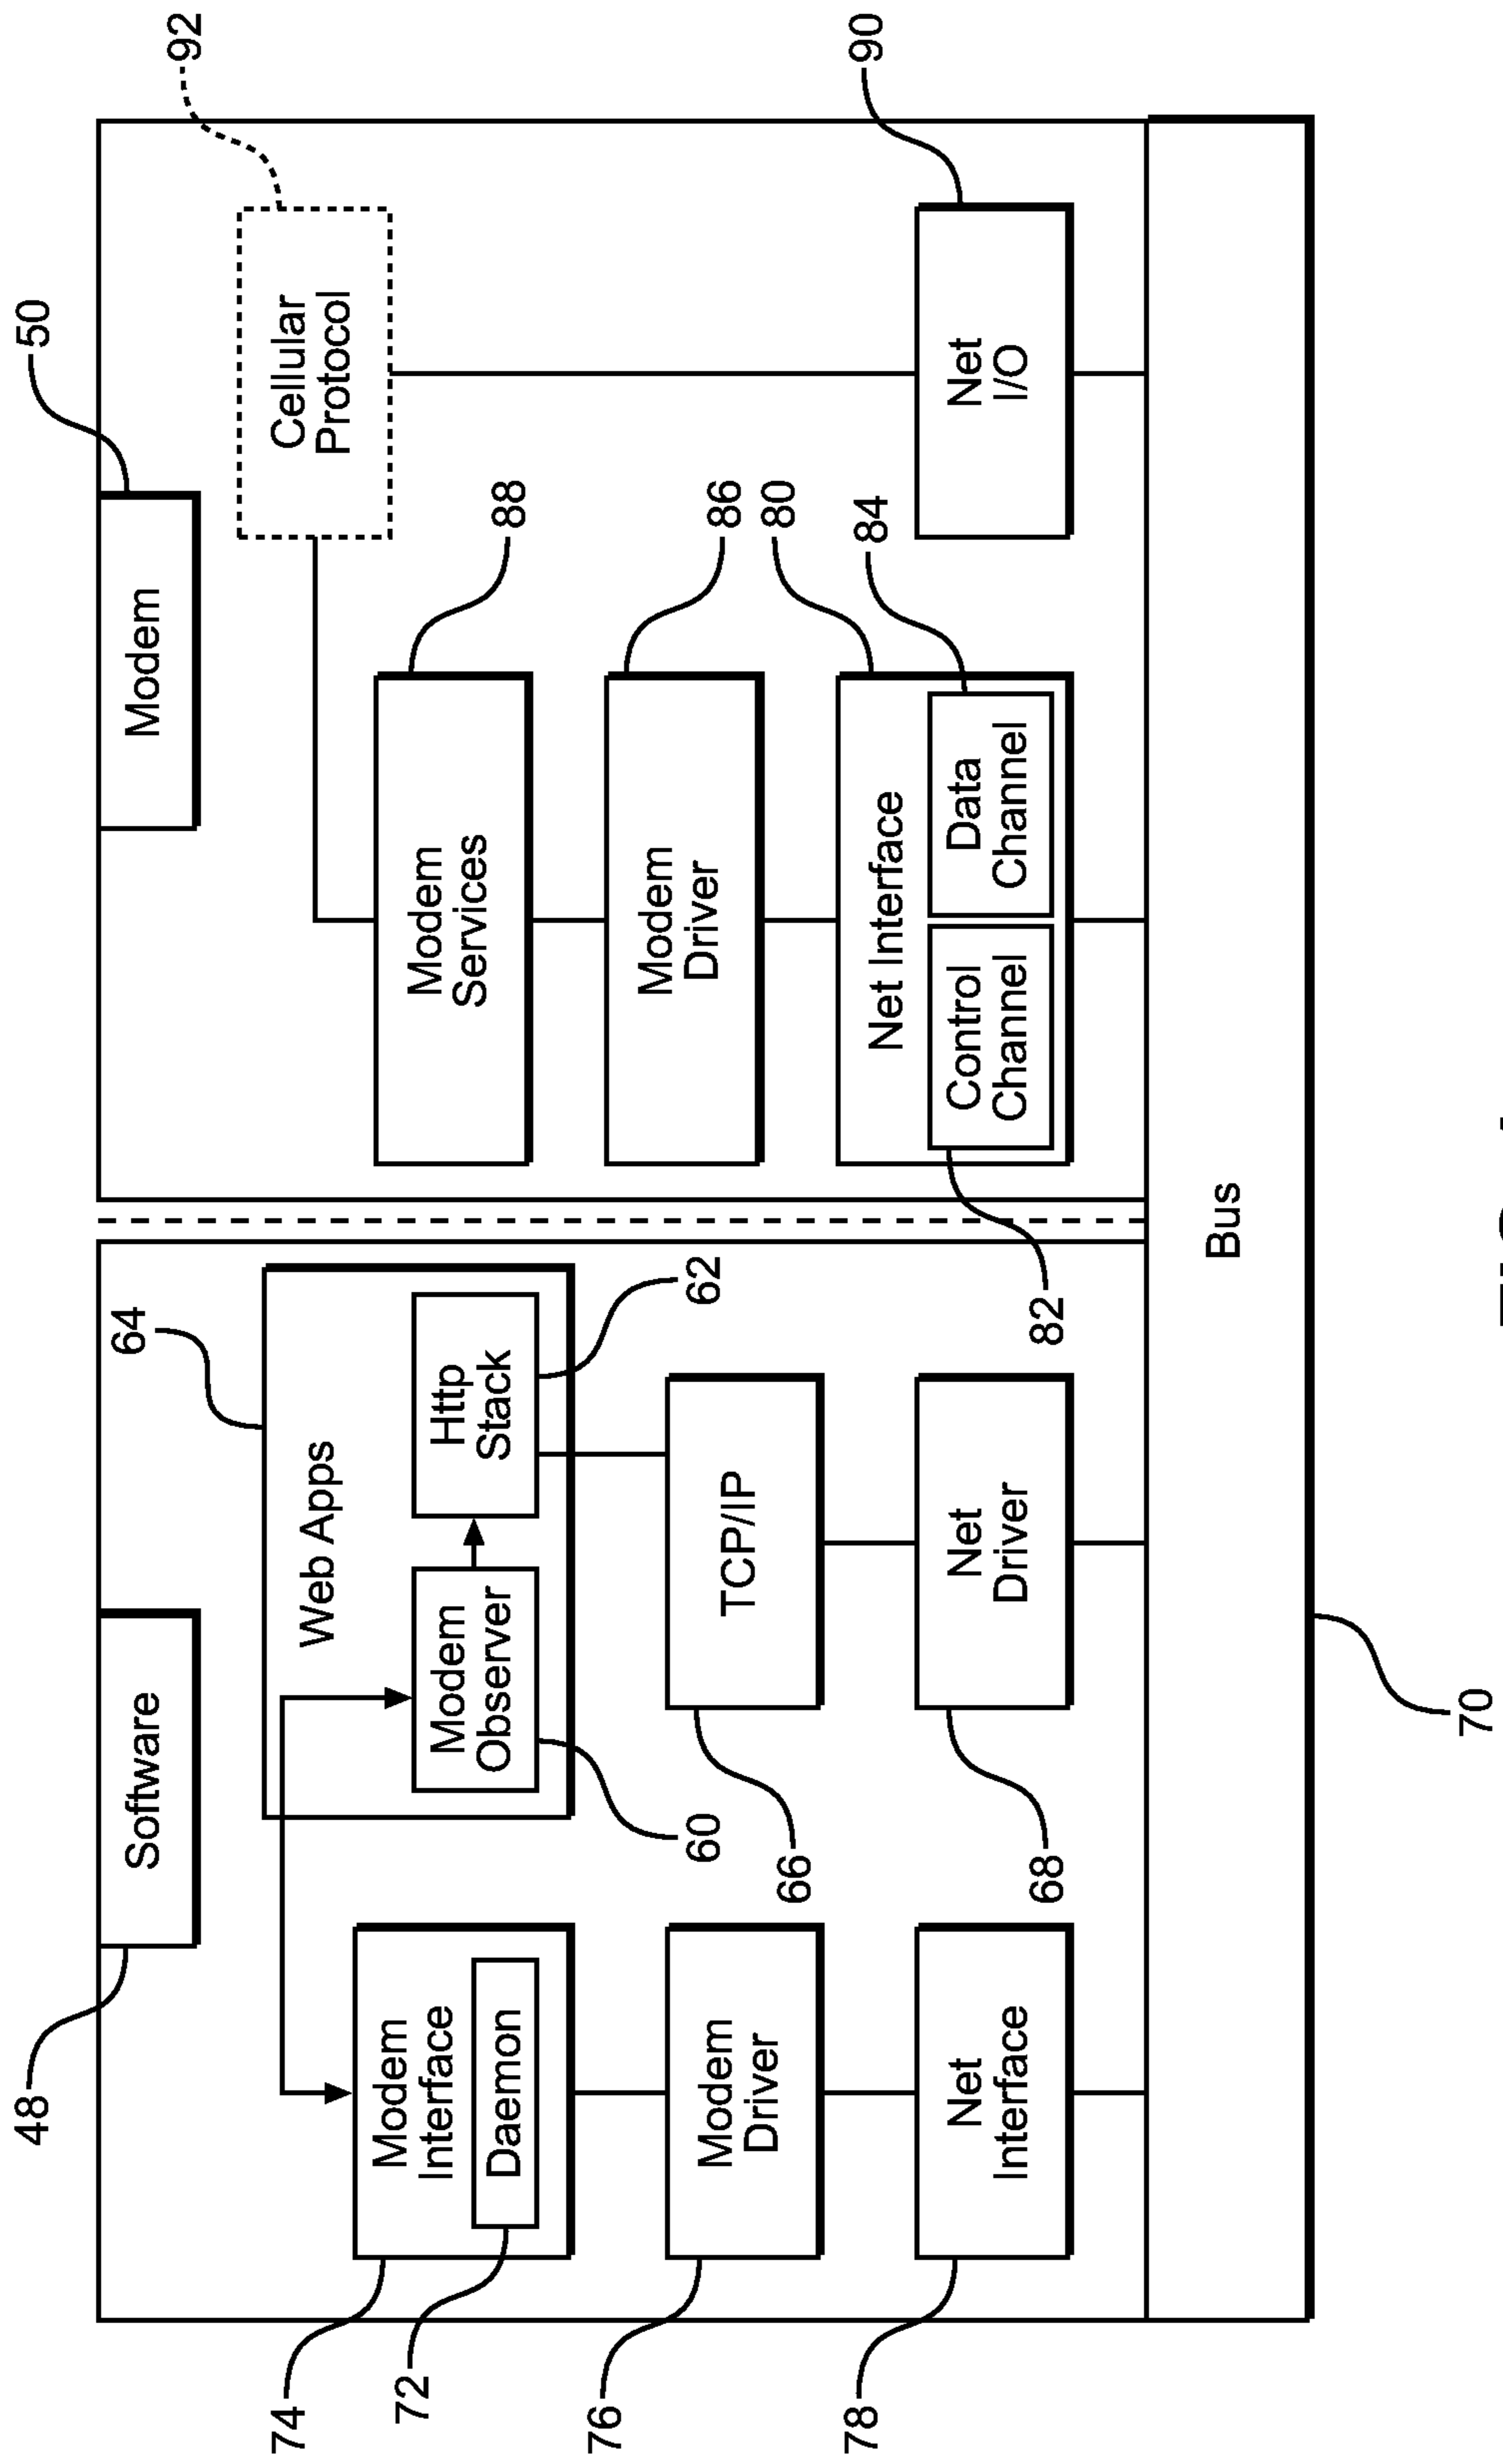 48
Software
Modem
50
92
64
Web Apps
Modem
Observer
Http
Stack
62
60
74
Modem
Interface
Daemon
72
TCP/IP
66
76
Modem
Driver
Net
Driver
68
78
Net
Interface
Cellular
Protocol
Modem
Services
88
Modem
Driver
86
80
Net Interface
84
Control
Channel
Data
Channel
82
Net
I/O
90
Bus
70